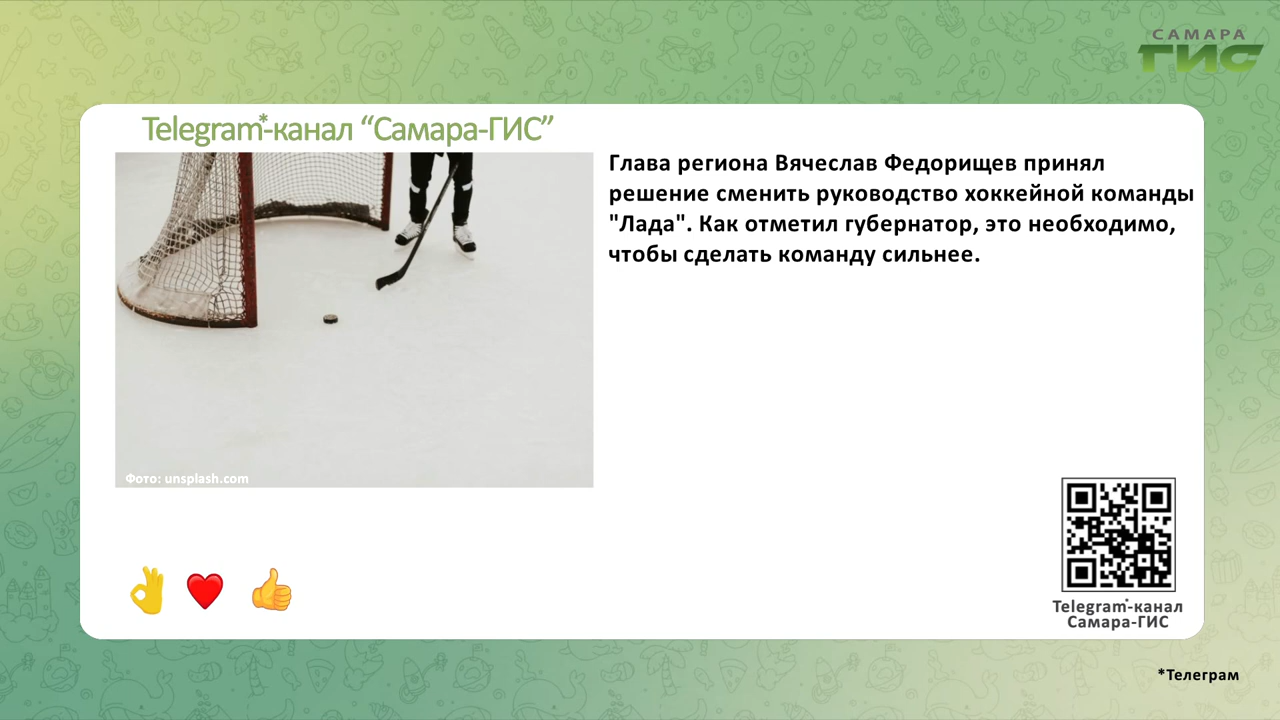 САМАРА
ГИС
Telegram*-канал “Самара-ГИС”
Глава региона Вячеслав Федорищев принял
решение сменить руководство хоккейной команды
"Лада". Как отметил губернатор, это необходимо,
чтобы сделать команду сильнее.
Фото: unsplash.com
Telegram*-канал
Самара-ГИС
*Телеграм